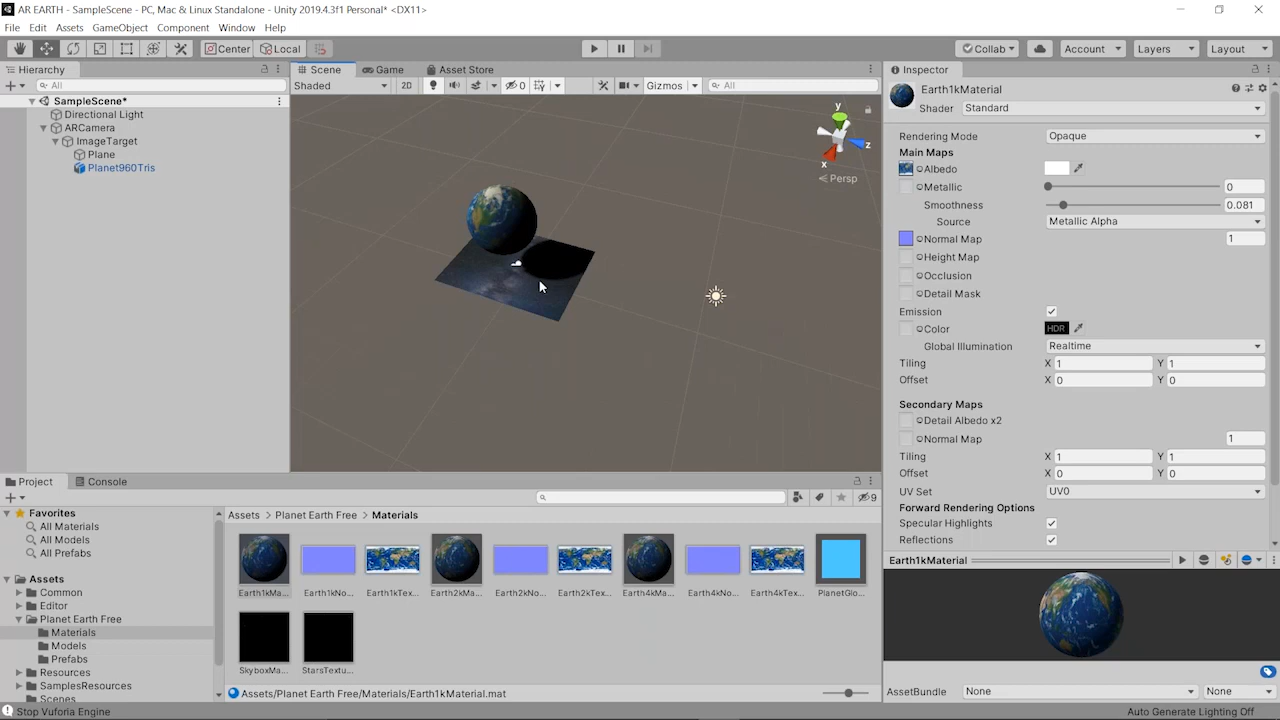 AR EARTH - SampleScene - PC, Mac & Linux Standalone - Unity 2019.4.3f1 Personal* <DX11>
File Edit Assets GameObject Component Window Help
Center Local Collab Account Layers Layout
Hierarchy
All
SampleScene*
Directional Light
ARCamera
ImageTarget
Plane
Planet960Tris
Scene Game Asset Store
Shaded 2D 0 Gizmos All
y
z
x
Persp
Inspector
Earth1kMaterial
Shader Standard
Rendering Mode Opaque
Main Maps
Albedo
Metallic 0
Smoothness 0.081
Source Metallic Alpha
Normal Map 1
Height Map
Occlusion
Detail Mask
Emission
Color HDR
Global Illumination Realtime
Tiling X 1 Y 1
Offset X 0 Y 0
Secondary Maps
Detail Albedo x2
Normal Map 1
Tiling X 1 Y 1
Offset X 0 Y 0
UV Set UV0
Forward Rendering Options
Specular Highlights
Reflections
Earth1kMaterial
AssetBundle None None
Project Console
9
Favorites
All Materials
All Models
All Prefabs
Assets
Common
Editor
Planet Earth Free
Materials
Models
Prefabs
Resources
SamplesResources
Scenes
Assets > Planet Earth Free > Materials
Earth1kMa... Earth1kNo... Earth1kTex... Earth2kMa... Earth2kNo... Earth2kTex... Earth4kMa... Earth4kNo... Earth4kTex... PlanetGlo...
SkyboxMa... StarsTextu...
Assets/Planet Earth Free/Materials/Earth1kMaterial.mat
Stop Vuforia Engine
Auto Generate Lighting Off